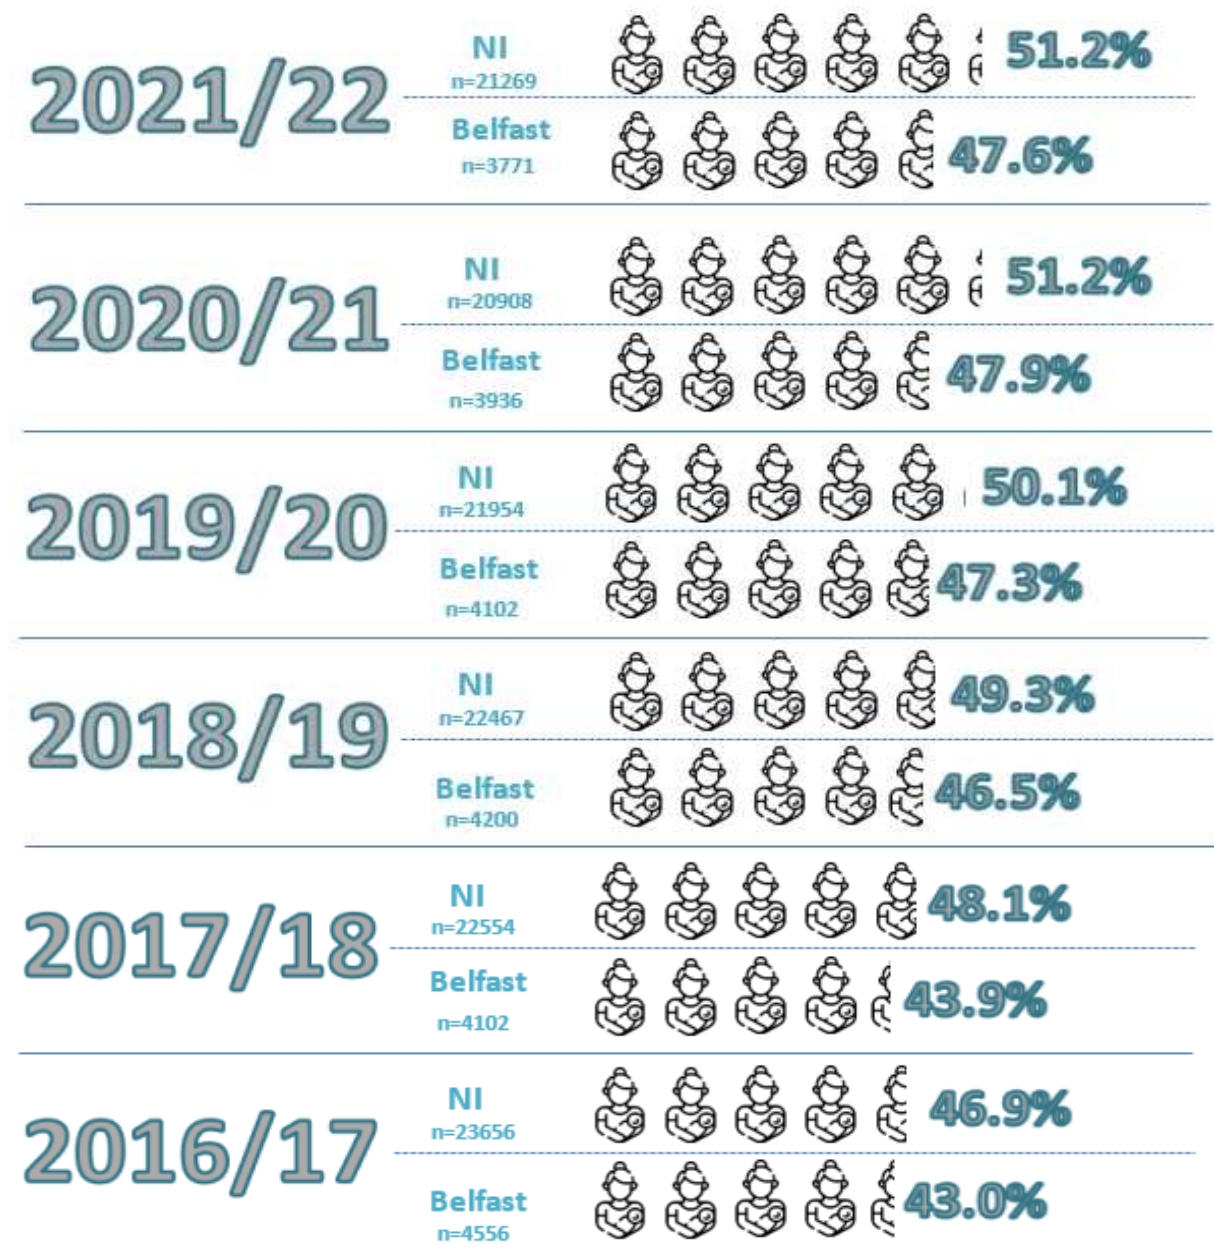 2021/22
NI
n=21269
51.2%
Belfast
n=3771
47.6%
2020/21
NI
n=20908
51.2%
Belfast
n=3936
47.9%
2019/20
NI
n=21954
50.1%
Belfast
n=4102
47.3%
2018/19
NI
n=22467
49.3%
Belfast
n=4200
46.5%
2017/18
NI
n=22554
48.1%
Belfast
n=4102
43.9%
2016/17
NI
n=23656
46.9%
Belfast
n=4556
43.0%